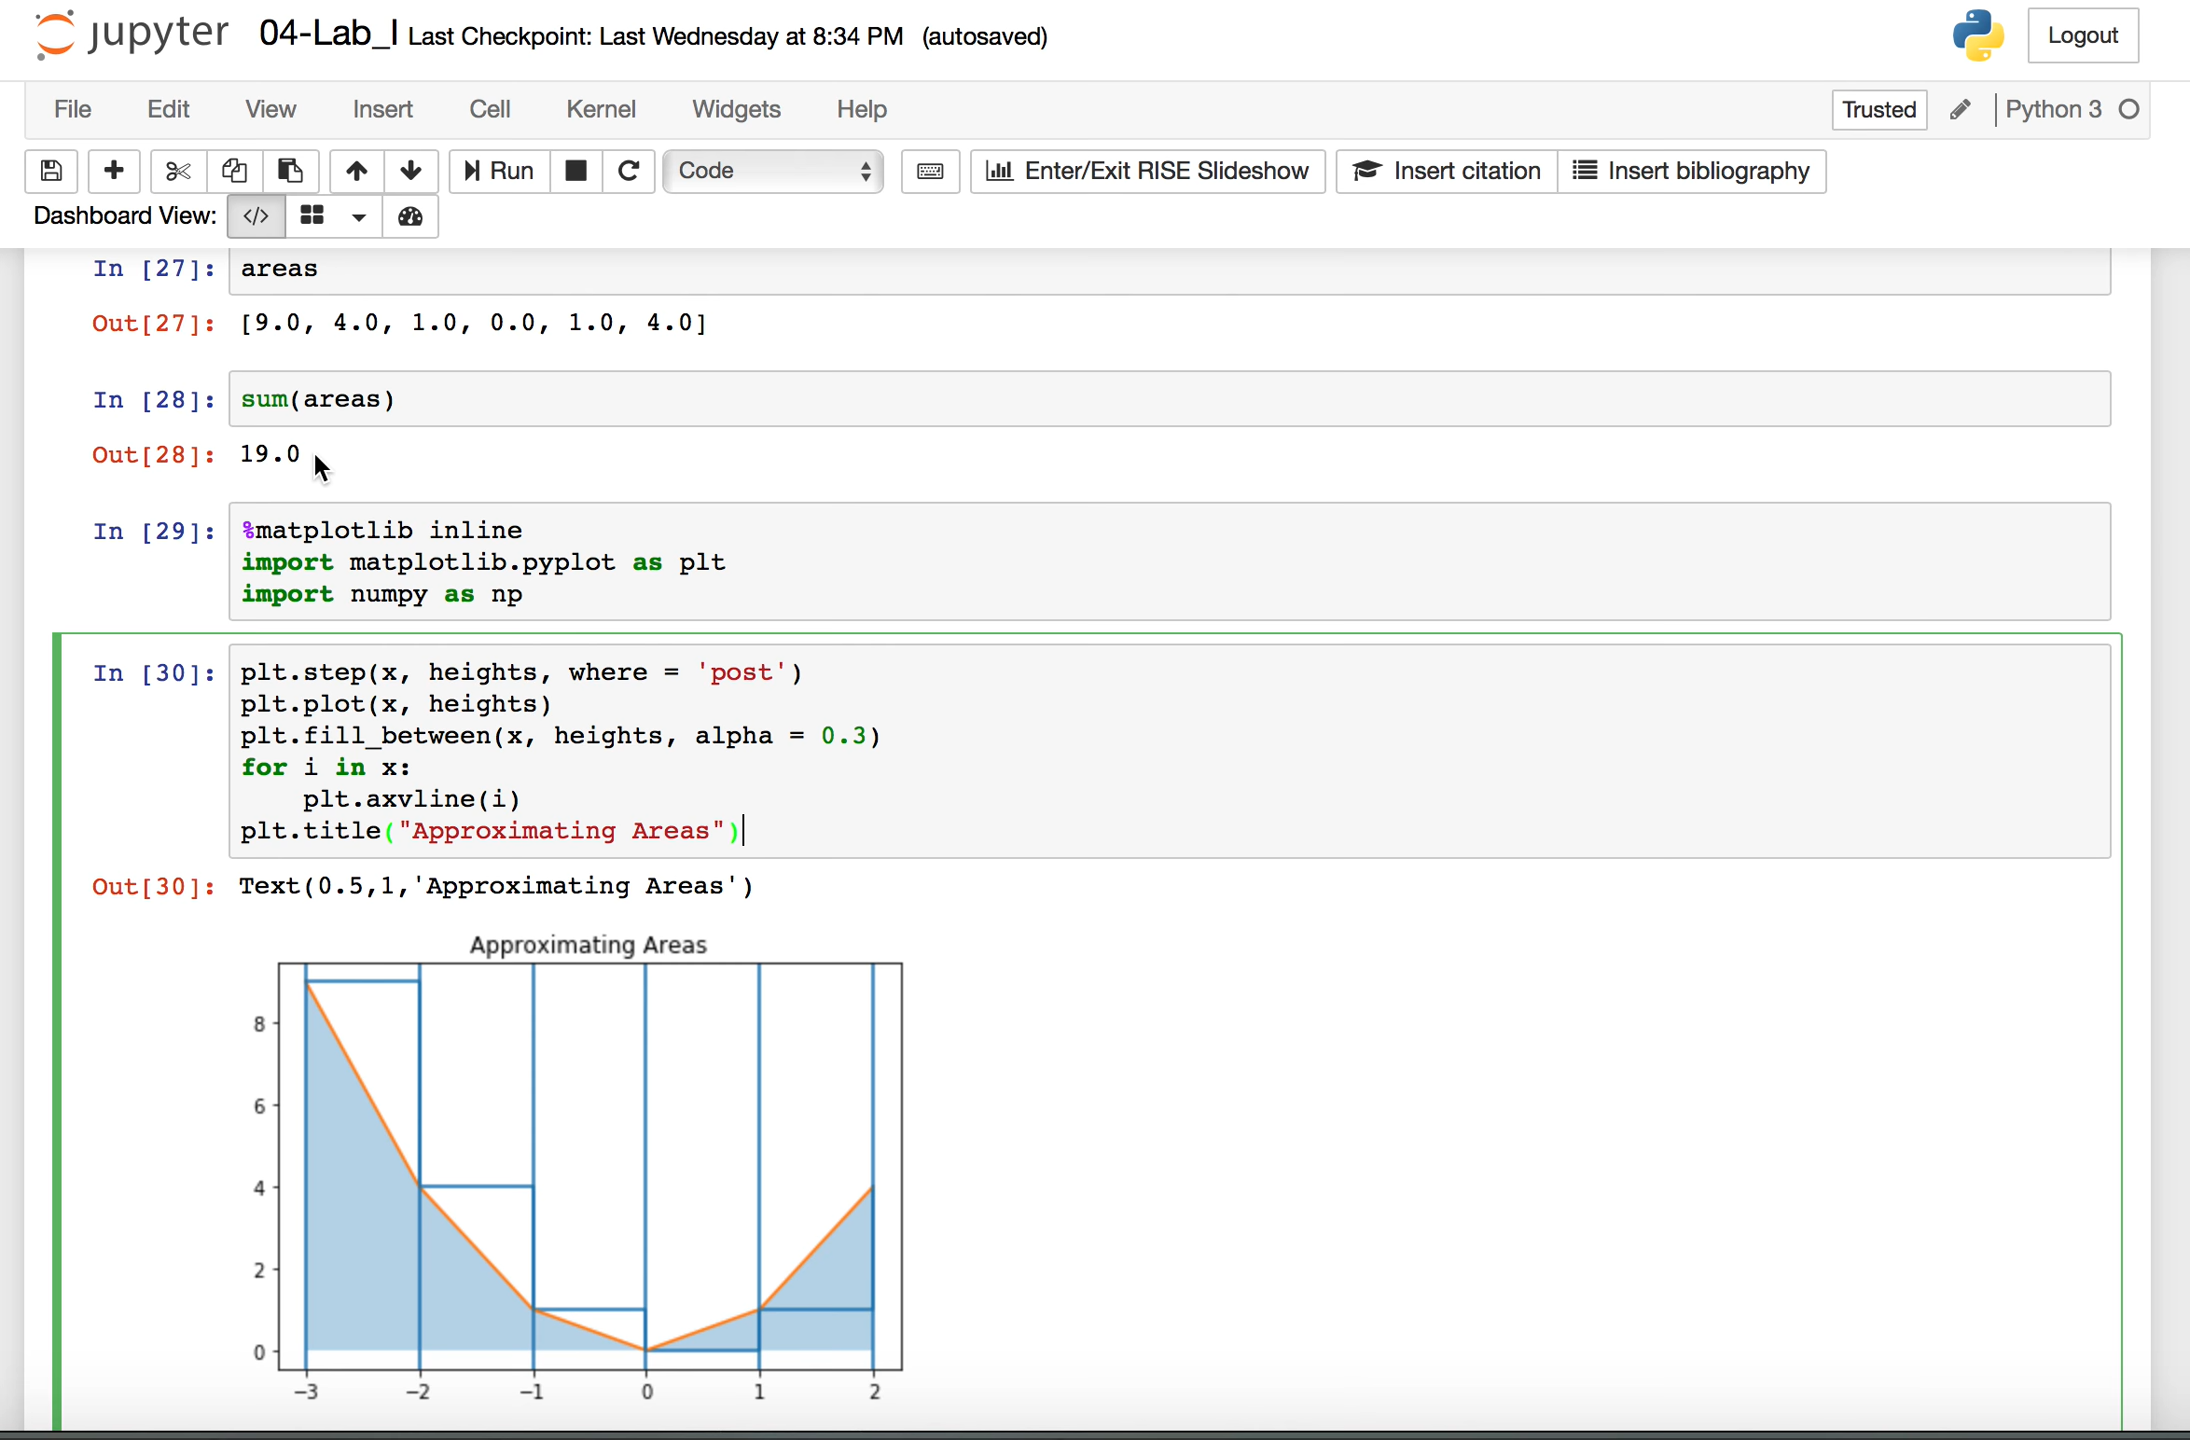 jupyter 04-Lab_I Last Checkpoint: Last Wednesday at 8:34 PM (autosaved) Logout
File Edit View Insert Cell Kernel Widgets Help Trusted Python 3
Run Code Enter/Exit RISE Slideshow Insert citation Insert bibliography
Dashboard View: </>
In [27]: areas
Out[27]: [9.0, 4.0, 1.0, 0.0, 1.0, 4.0]
In [28]: sum(areas)
Out[28]: 19.0
In [29]: %matplotlib inline
import matplotlib.pyplot as plt
import numpy as np
In [30]: plt.step(x, heights, where = 'post')
plt.plot(x, heights)
plt.fill_between(x, heights, alpha = 0.3)
for i in x:
    plt.axvline(i)
plt.title("Approximating Areas")
Out[30]: Text(0.5,1,'Approximating Areas')
Approximating Areas
8
6
4
2
0
−3 −2 −1 0 1 2